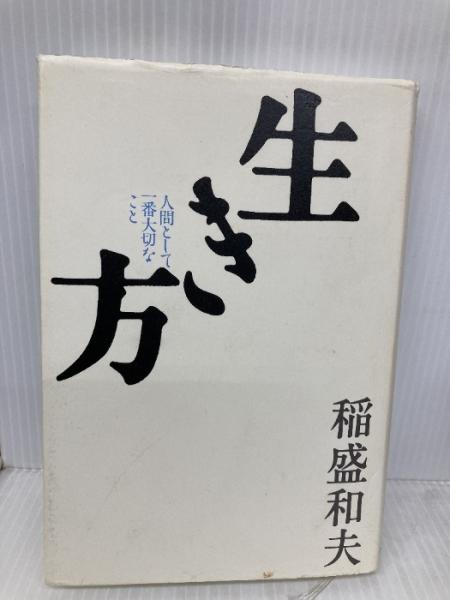 生き方
人間として
一番大切な
こと
稲盛和夫